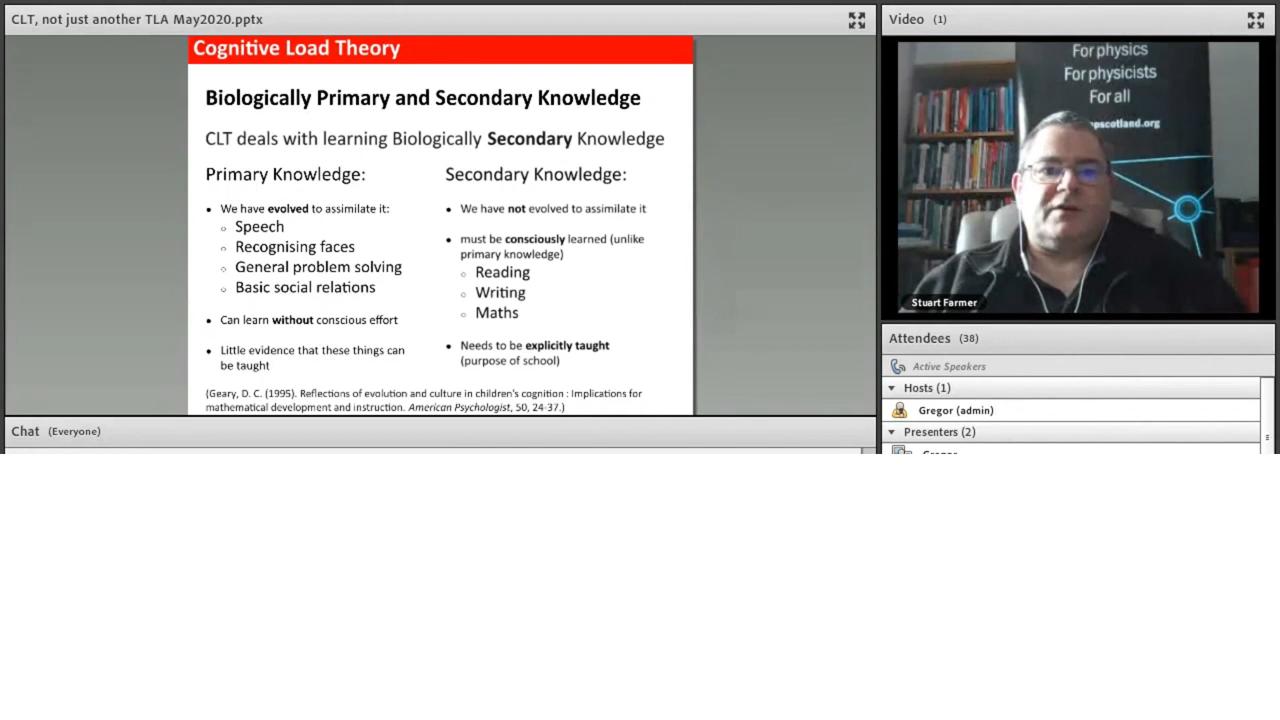 CLT, not just another TLA May2020.pptx
Cognitive Load Theory
Biologically Primary and Secondary Knowledge
CLT deals with learning Biologically Secondary Knowledge
Primary Knowledge:
• We have evolved to assimilate it:
○ Speech
○ Recognising faces
○ General problem solving
○ Basic social relations
• Can learn without conscious effort
• Little evidence that these things can
be taught
Secondary Knowledge:
• We have not evolved to assimilate it
• must be consciously learned (unlike
primary knowledge)
○ Reading
○ Writing
○ Maths
• Needs to be explicitly taught
(purpose of school)
(Geary, D. C. (1995). Reflections of evolution and culture in children's cognition : Implications for
mathematical development and instruction. American Psychologist, 50, 24-37.)
Chat (Everyone)
Video (1)
For physics
For physicists
For all
Stuart Farmer
Attendees (38)
Active Speakers
Hosts (1)
Gregor (admin)
Presenters (2)